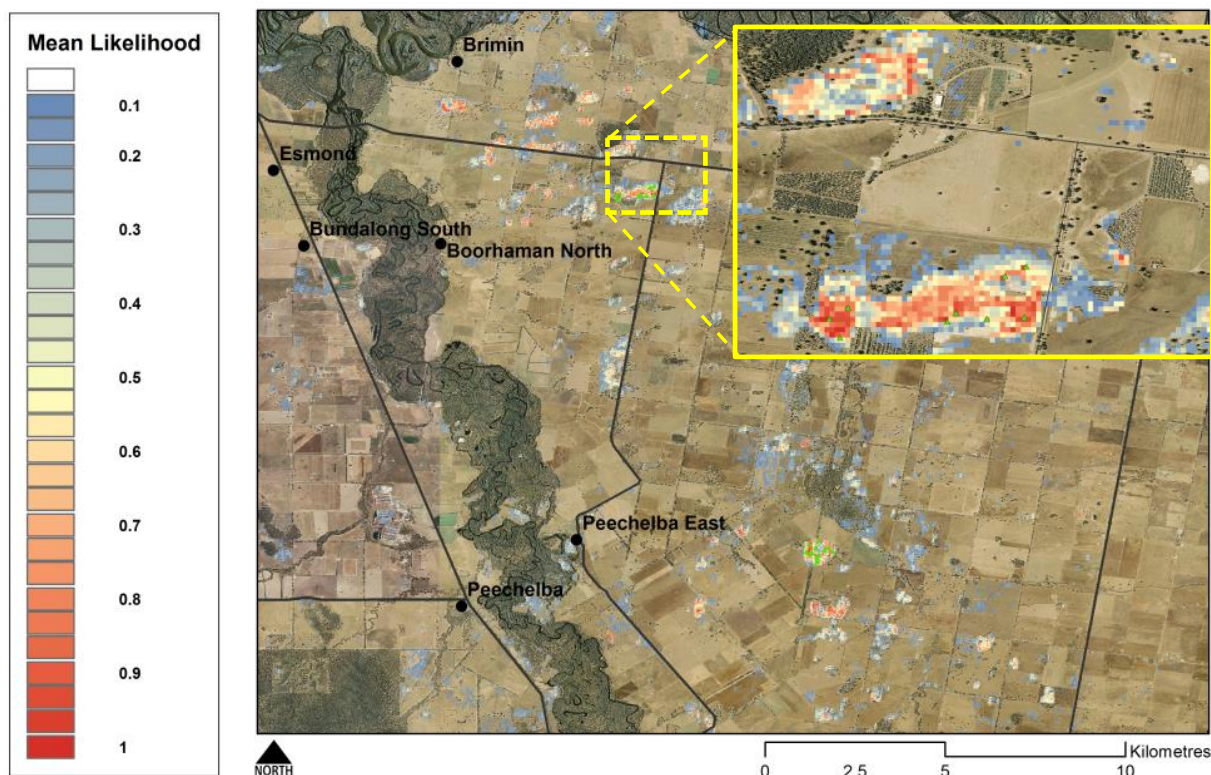 Mean Likelihood
0.1
0.2
0.3
0.4
0.5
0.6
0.7
0.8
0.9
1
Brimin
Esmond
Bundalong South
Boorhaman North
Peechelba East
Peechelba
NORTH
Kilometres
0 2.5 5 10